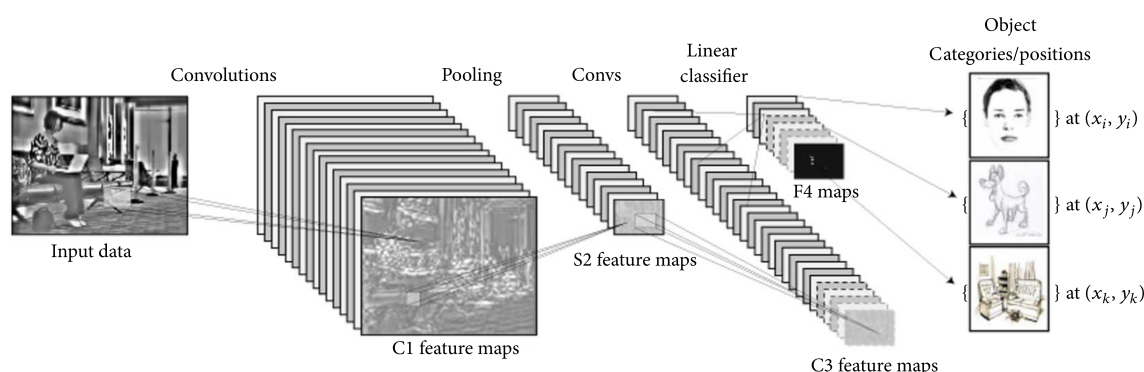 Object
Categories/positions
Linear
classifier
Convolutions
Pooling
Convs
{ } at (xᵢ, yᵢ)
F4 maps
{ } at (xⱼ, yⱼ)
Input data
S2 feature maps
{ } at (xₖ, yₖ)
C1 feature maps
C3 feature maps